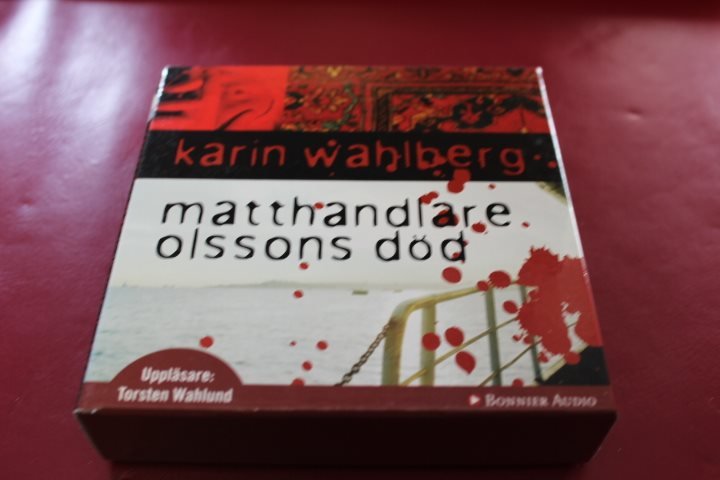 karin wahlberg
matthandlare
olssons död
Uppläsare:
Torsten Wahlund
BONNIER AUDIO